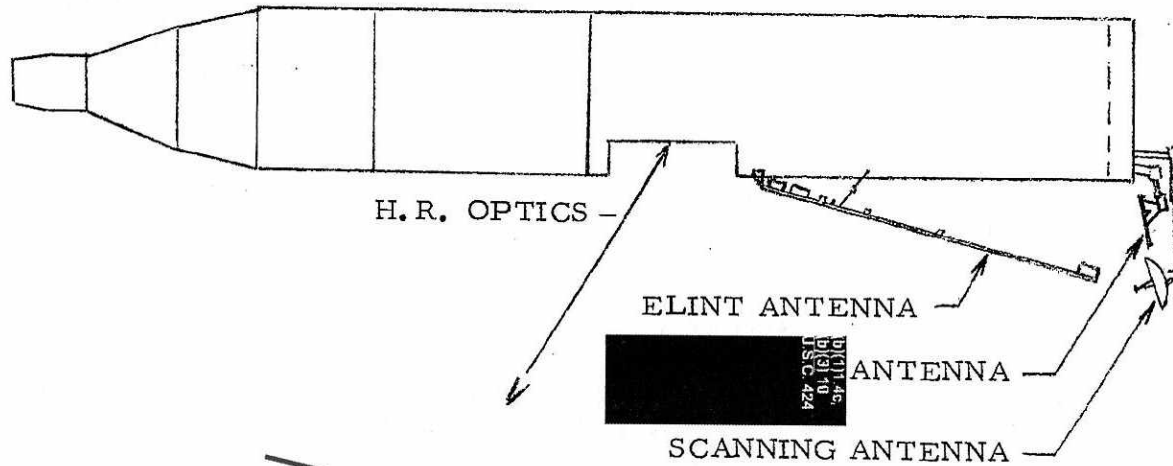 H.R. OPTICS
ELINT ANTENNA
(b)(1)1.4c,
(b)(3) 10
U.S.C. 424
ANTENNA
SCANNING ANTENNA